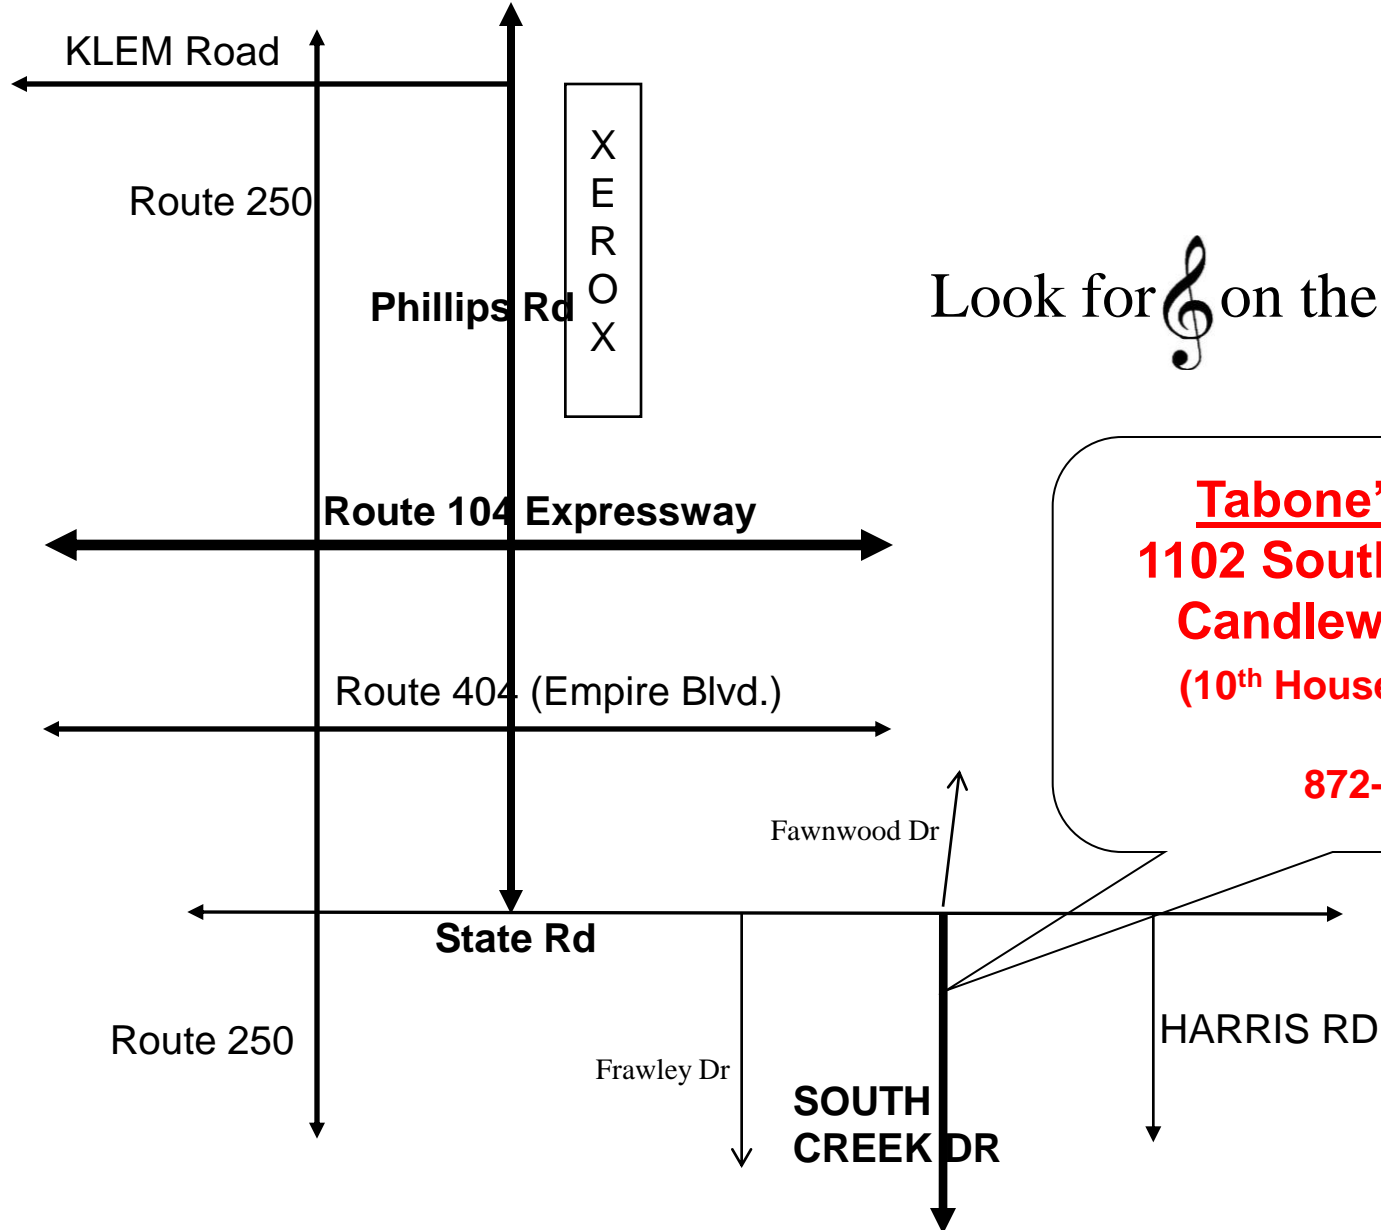 KLEM Road
X
E
R
O
X
Route 250
Phillips Rd
Look for on the
Route 104 Expressway
Tabone’
1102 Sout
Candlew
(10th House
872-
Route 404 (Empire Blvd.)
Fawnwood Dr
State Rd
Route 250
HARRIS RD
Frawley Dr
SOUTH
CREEK DR